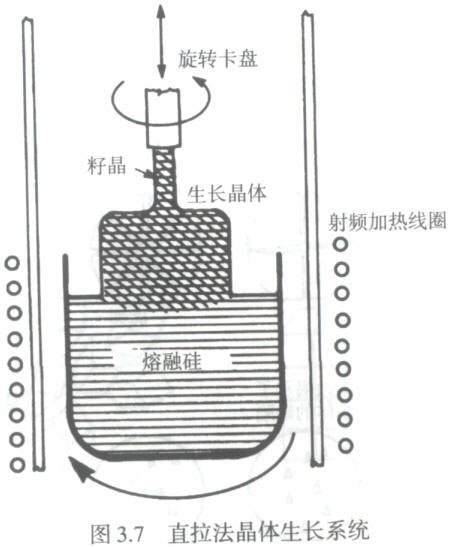 旋转卡盘
籽晶
生长晶体
射频加热线圈
熔融硅
图 3.7 直拉法晶体生长系统